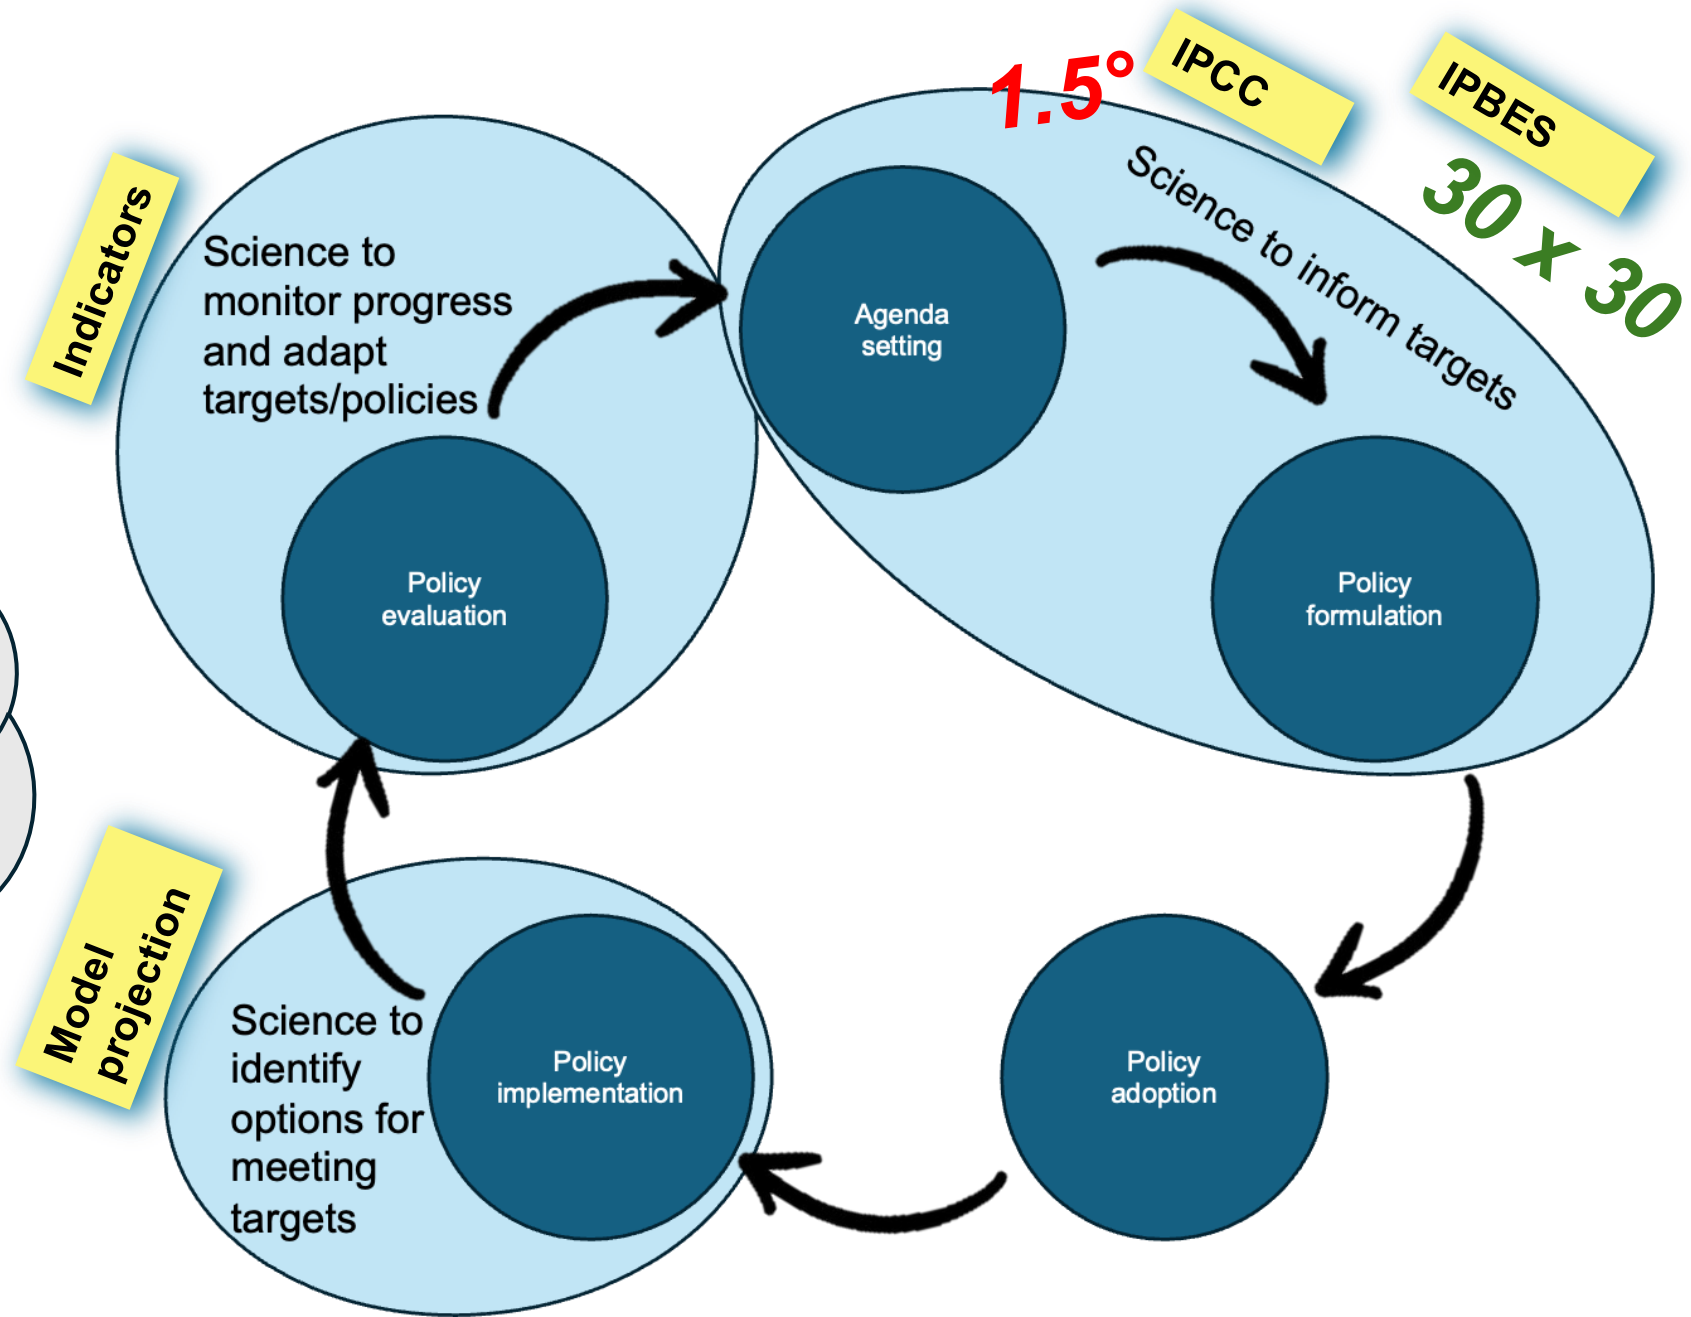 1.5°
IPCC
IPBES
30 x 30
Indicators
Science to
monitor progress
and adapt
targets/policies
Science to inform targets
Agenda
setting
Policy
evaluation
Policy
formulation
Model
projection
Science to
identify
options for
meeting
targets
Policy
implementation
Policy
adoption